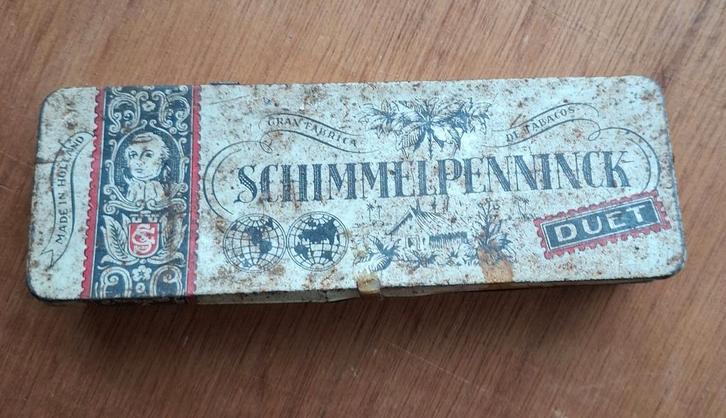 MADE IN HOLLAND
GRAN FABRICA DE TABACOS
SCHIMMELPENNINCK
DUET